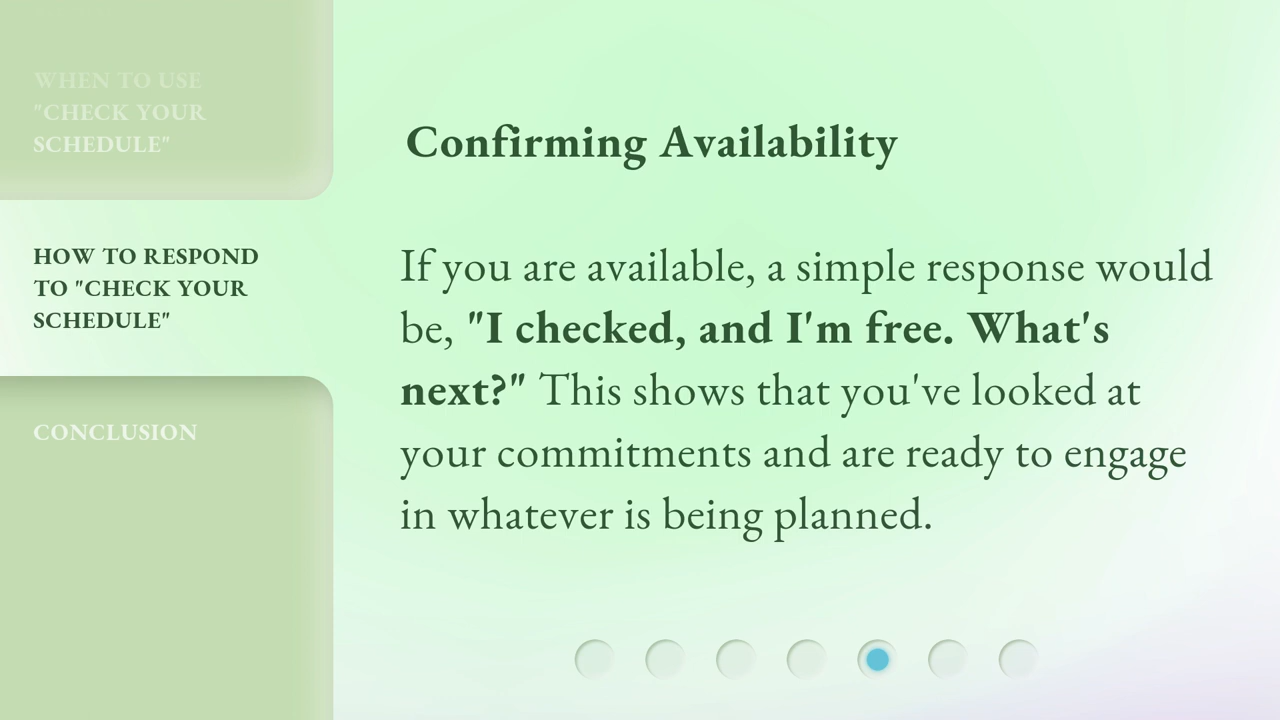 WHEN TO USE
"CHECK YOUR
SCHEDULE"
HOW TO RESPOND
TO "CHECK YOUR
SCHEDULE"
CONCLUSION
Confirming Availability
If you are available, a simple response would
be, "I checked, and I'm free. What's
next?" This shows that you've looked at
your commitments and are ready to engage
in whatever is being planned.